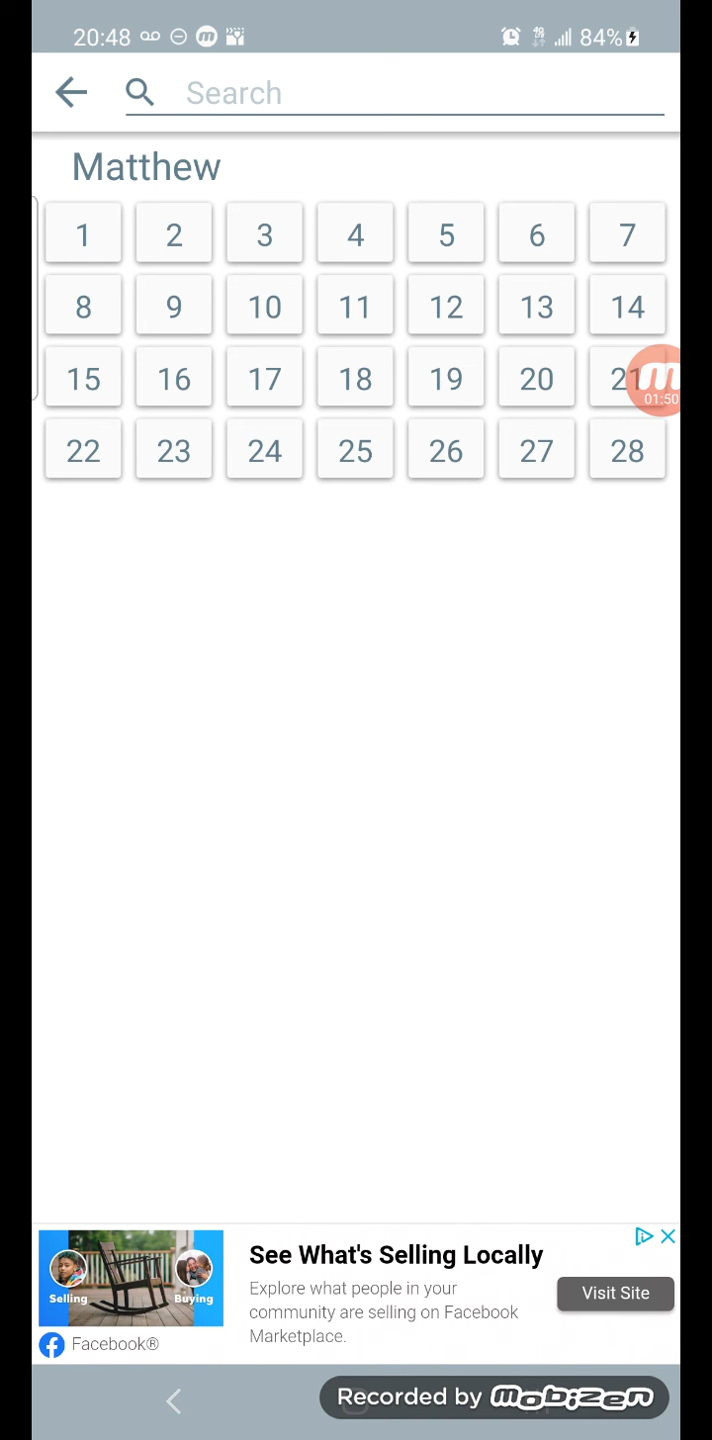 20:48 84%
Search
Matthew
1 2 3 4 5 6 7
8 9 10 11 12 13 14
15 16 17 18 19 20 21
01:50
22 23 24 25 26 27 28
See What's Selling Locally
Explore what people in your
community are selling on Facebook
Marketplace.
Visit Site
Selling Buying
Facebook®
Recorded by mobizen